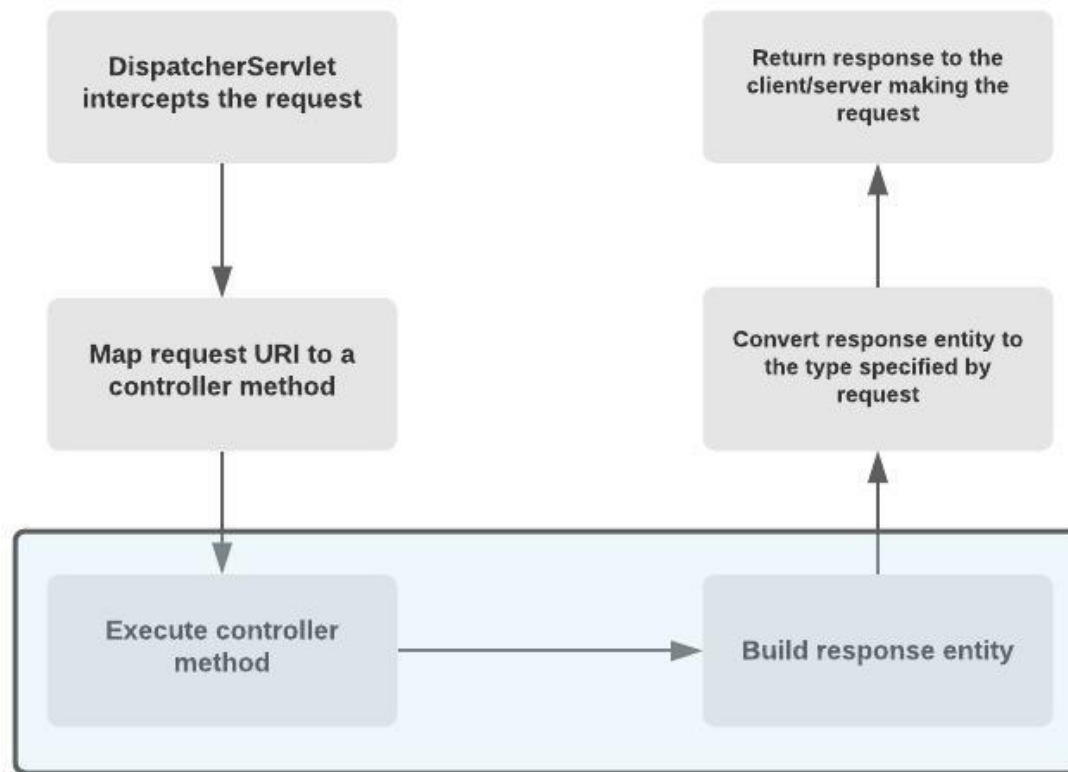 DispatcherServlet
intercepts the request
Map request URI to a
controller method
Execute controller
method
Build response entity
Convert response entity to
the type specified by
request
Return response to the
client/server making the
request